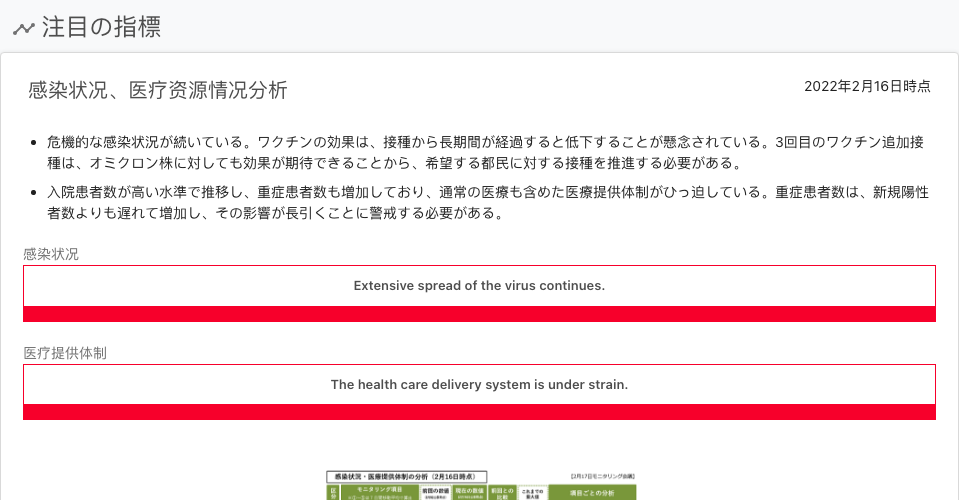 注目の指標
感染状况、医疗资源情况分析
2022年2月16日時点
危機的な感染状況が続いている。ワクチンの効果は、接種から長期間が経過すると低下することが懸念されている。3回目のワクチン追加接
種は、オミクロン株に対しても効果が期待できることから、希望する都民に対する接種を推進する必要がある。
入院患者数が高い水準で推移し、重症患者数も増加しており、通常の医療も含めた医療提供体制がひっ迫している。重症患者数は、新規陽性
者数よりも遅れて増加し、その影響が長引くことに警戒する必要がある。
感染状况
Extensive spread of the virus continues.
医疗提供体制
The health care delivery system is under strain.
感染状況・医療提供体制の分析（2月16日時点）
【2月17日モニタリング会議】
区分 モニタリング項目 前回の数値 現在の数値 前回との比較 これまでの最大値 項目ごとの分析